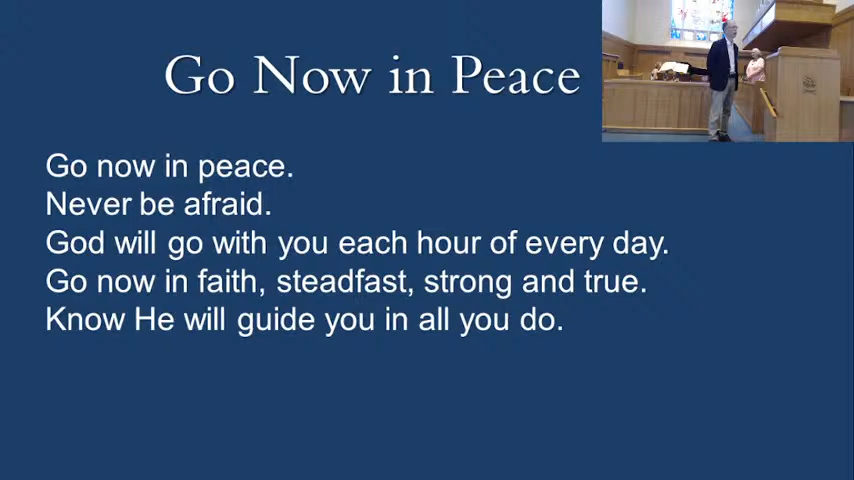 Go Now in Peace
Go now in peace.
Never be afraid.
God will go with you each hour of every day.
Go now in faith, steadfast, strong and true.
Know He will guide you in all you do.